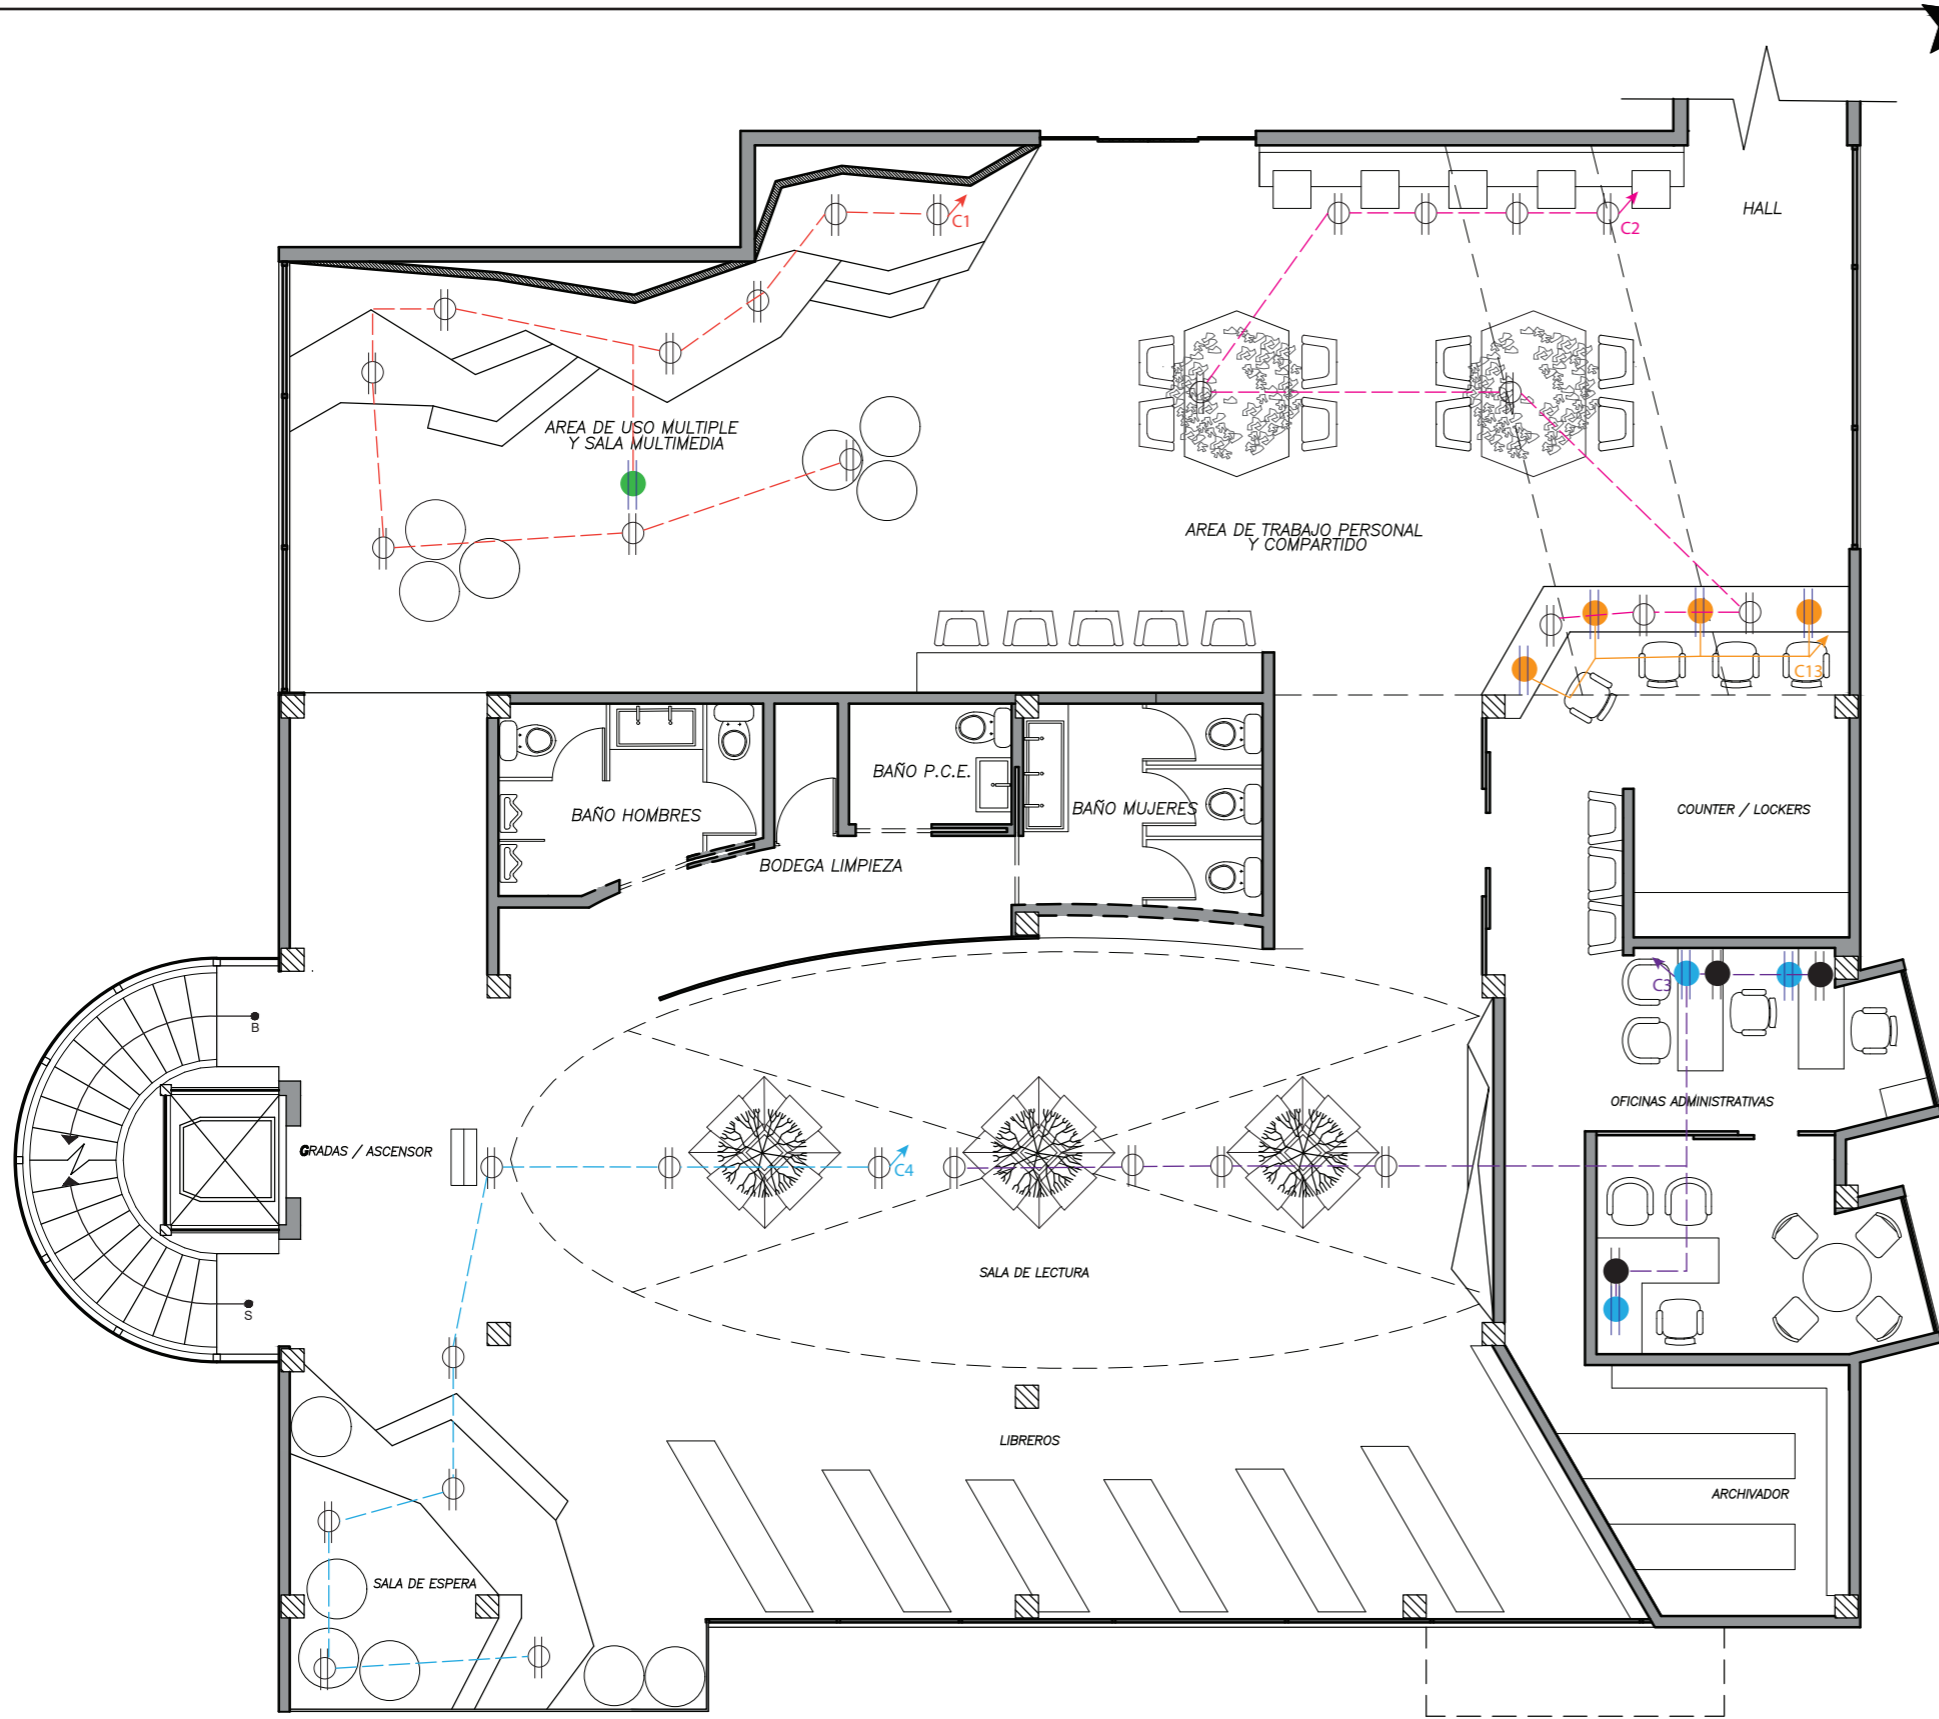 HALL
C1
C2
AREA DE USO MULTIPLE
Y SALA MULTIMEDIA
AREA DE TRABAJO PERSONAL
Y COMPARTIDO
C13
BAÑO P.C.E.
BAÑO HOMBRES
BAÑO MUJERES
COUNTER / LOCKERS
BODEGA LIMPIEZA
C3
B
OFICINAS ADMINISTRATIVAS
GRADAS / ASCENSOR
C4
SALA DE LECTURA
S
LIBREROS
ARCHIVADOR
SALA DE ESPERA